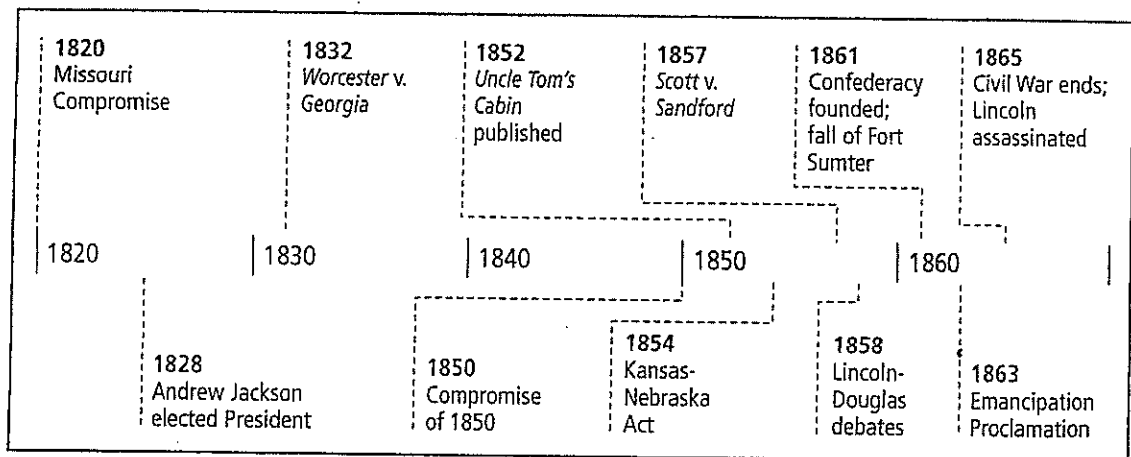 1820
Missouri
Compromise
1832
Worcester v.
Georgia
1852
Uncle Tom's
Cabin
published
1857
Scott v.
Sandford
1861
Confederacy
founded;
fall of Fort
Sumter
1865
Civil War ends;
Lincoln
assassinated
1820
1830
1840
1850
1860
1828
Andrew Jackson
elected President
1850
Compromise
of 1850
1854
Kansas-
Nebraska
Act
1858
Lincoln-
Douglas
debates
1863
Emancipation
Proclamation